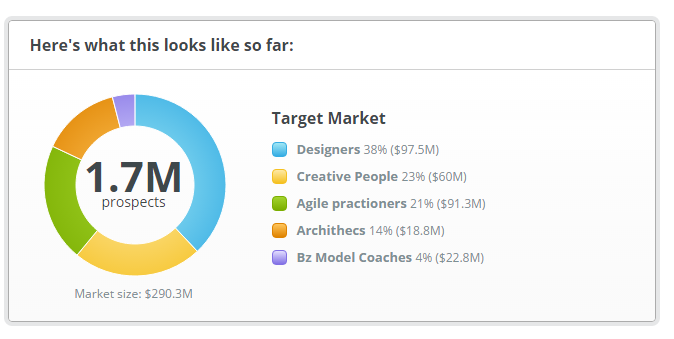 Here's what this looks like so far:
1.7M
prospects
Market size: $290.3M
Target Market
Designers 38% ($97.5M)
Creative People 23% ($60M)
Agile practioners 21% ($91.3M)
Archithecs 14% ($18.8M)
Bz Model Coaches 4% ($22.8M)